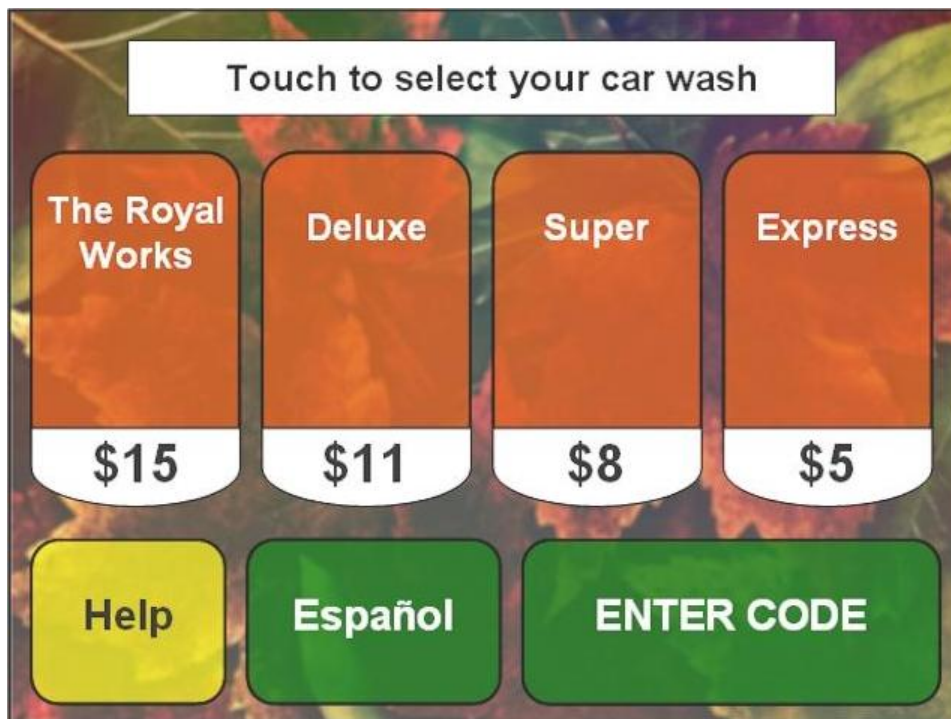 Touch to select your car wash
The Royal
Works
Deluxe
Super
Express
$15
$11
$8
$5
Help
Español
ENTER CODE